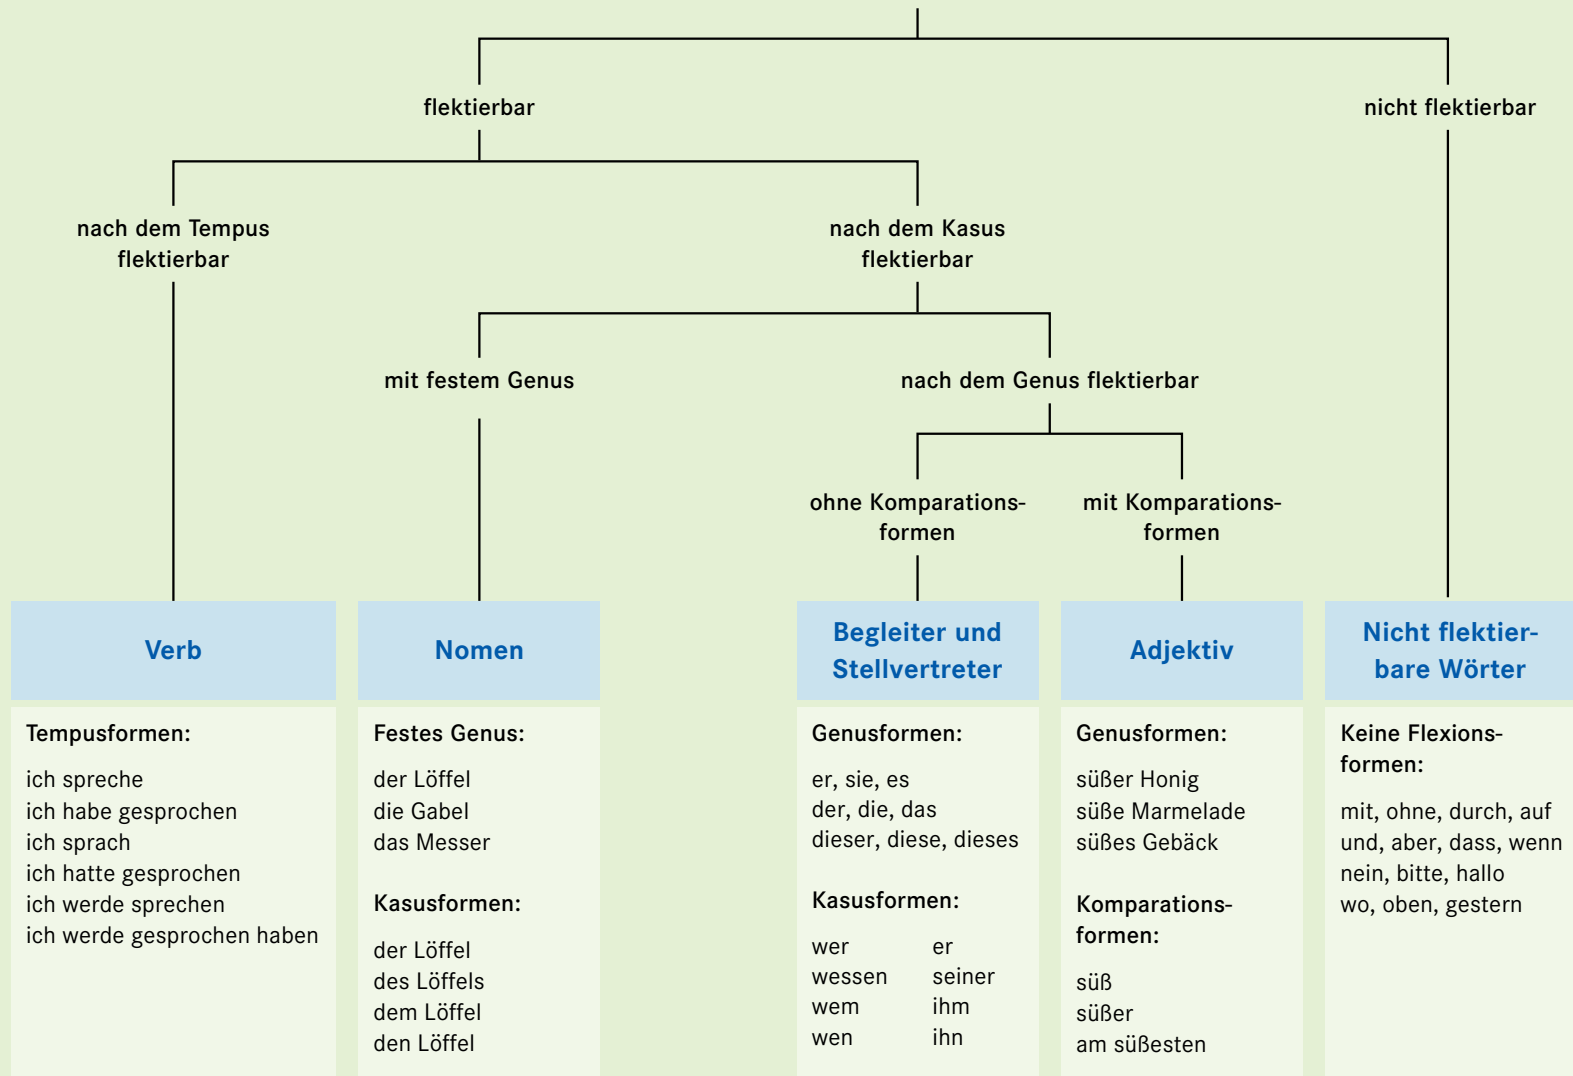 flektierbar
nicht flektierbar
nach dem Tempus
flektierbar
nach dem Kasus
flektierbar
mit festem Genus
nach dem Genus flektierbar
ohne Komparations-
formen
mit Komparations-
formen
Verb
Tempusformen:
ich spreche
ich habe gesprochen
ich sprach
ich hatte gesprochen
ich werde sprechen
ich werde gesprochen haben
Nomen
Festes Genus:
der Löffel
die Gabel
das Messer
Kasusformen:
der Löffel
des Löffels
dem Löffel
den Löffel
Begleiter und
Stellvertreter
Genusformen:
er, sie, es
der, die, das
dieser, diese, dieses
Kasusformen:
wer er
wessen seiner
wem ihm
wen ihn
Adjektiv
Genusformen:
süßer Honig
süße Marmelade
süßes Gebäck
Komparations-
formen:
süß
süßer
am süßesten
Nicht flektier-
bare Wörter
Keine Flexions-
formen:
mit, ohne, durch, auf
und, aber, dass, wenn
nein, bitte, hallo
wo, oben, gestern